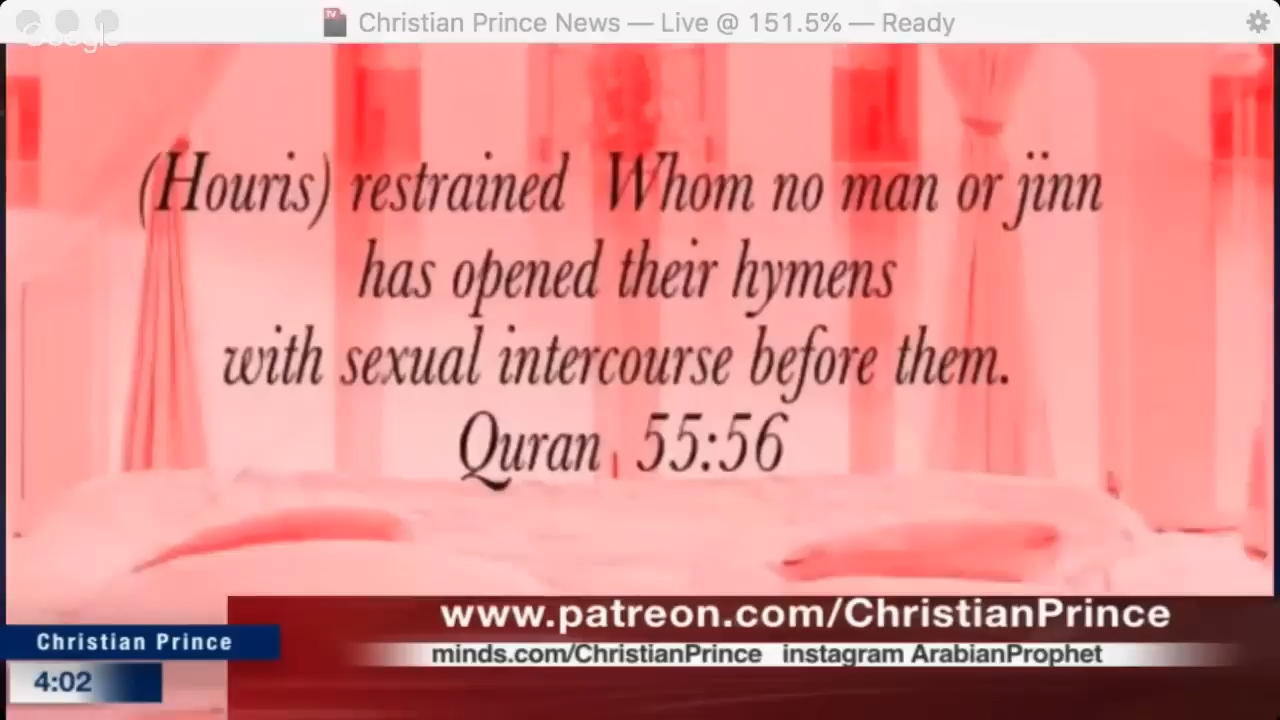 Christian Prince News — Live @ 151.5% — Ready
TV
Google
(Houris) restrained Whom no man or jinn
has opened their hymens
with sexual intercourse before them.
Quran 55:56
www.patreon.com/ChristianPrince
Christian Prince
minds.com/ChristianPrince instagram ArabianProphet
4:02